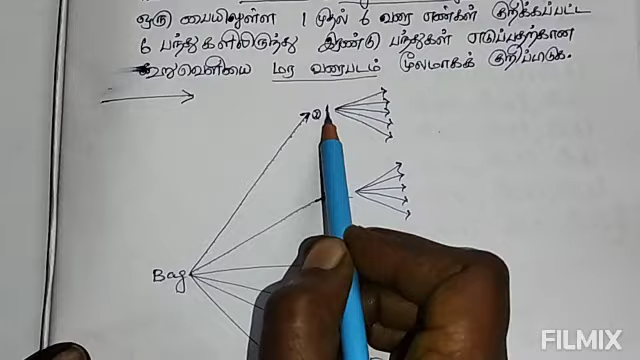 ஒரு பையிலுள்ள 1 முதல் 6 வரை எண்கள் குறிக்கப்பட்ட
6 பந்துகளிலிருந்து இரண்டு பந்துகள் எடுப்பதற்கான
கூறுவெளியை மர வரைபடம் மூலமாகக் குறிப்பிடுக.
Bag
FILMIX